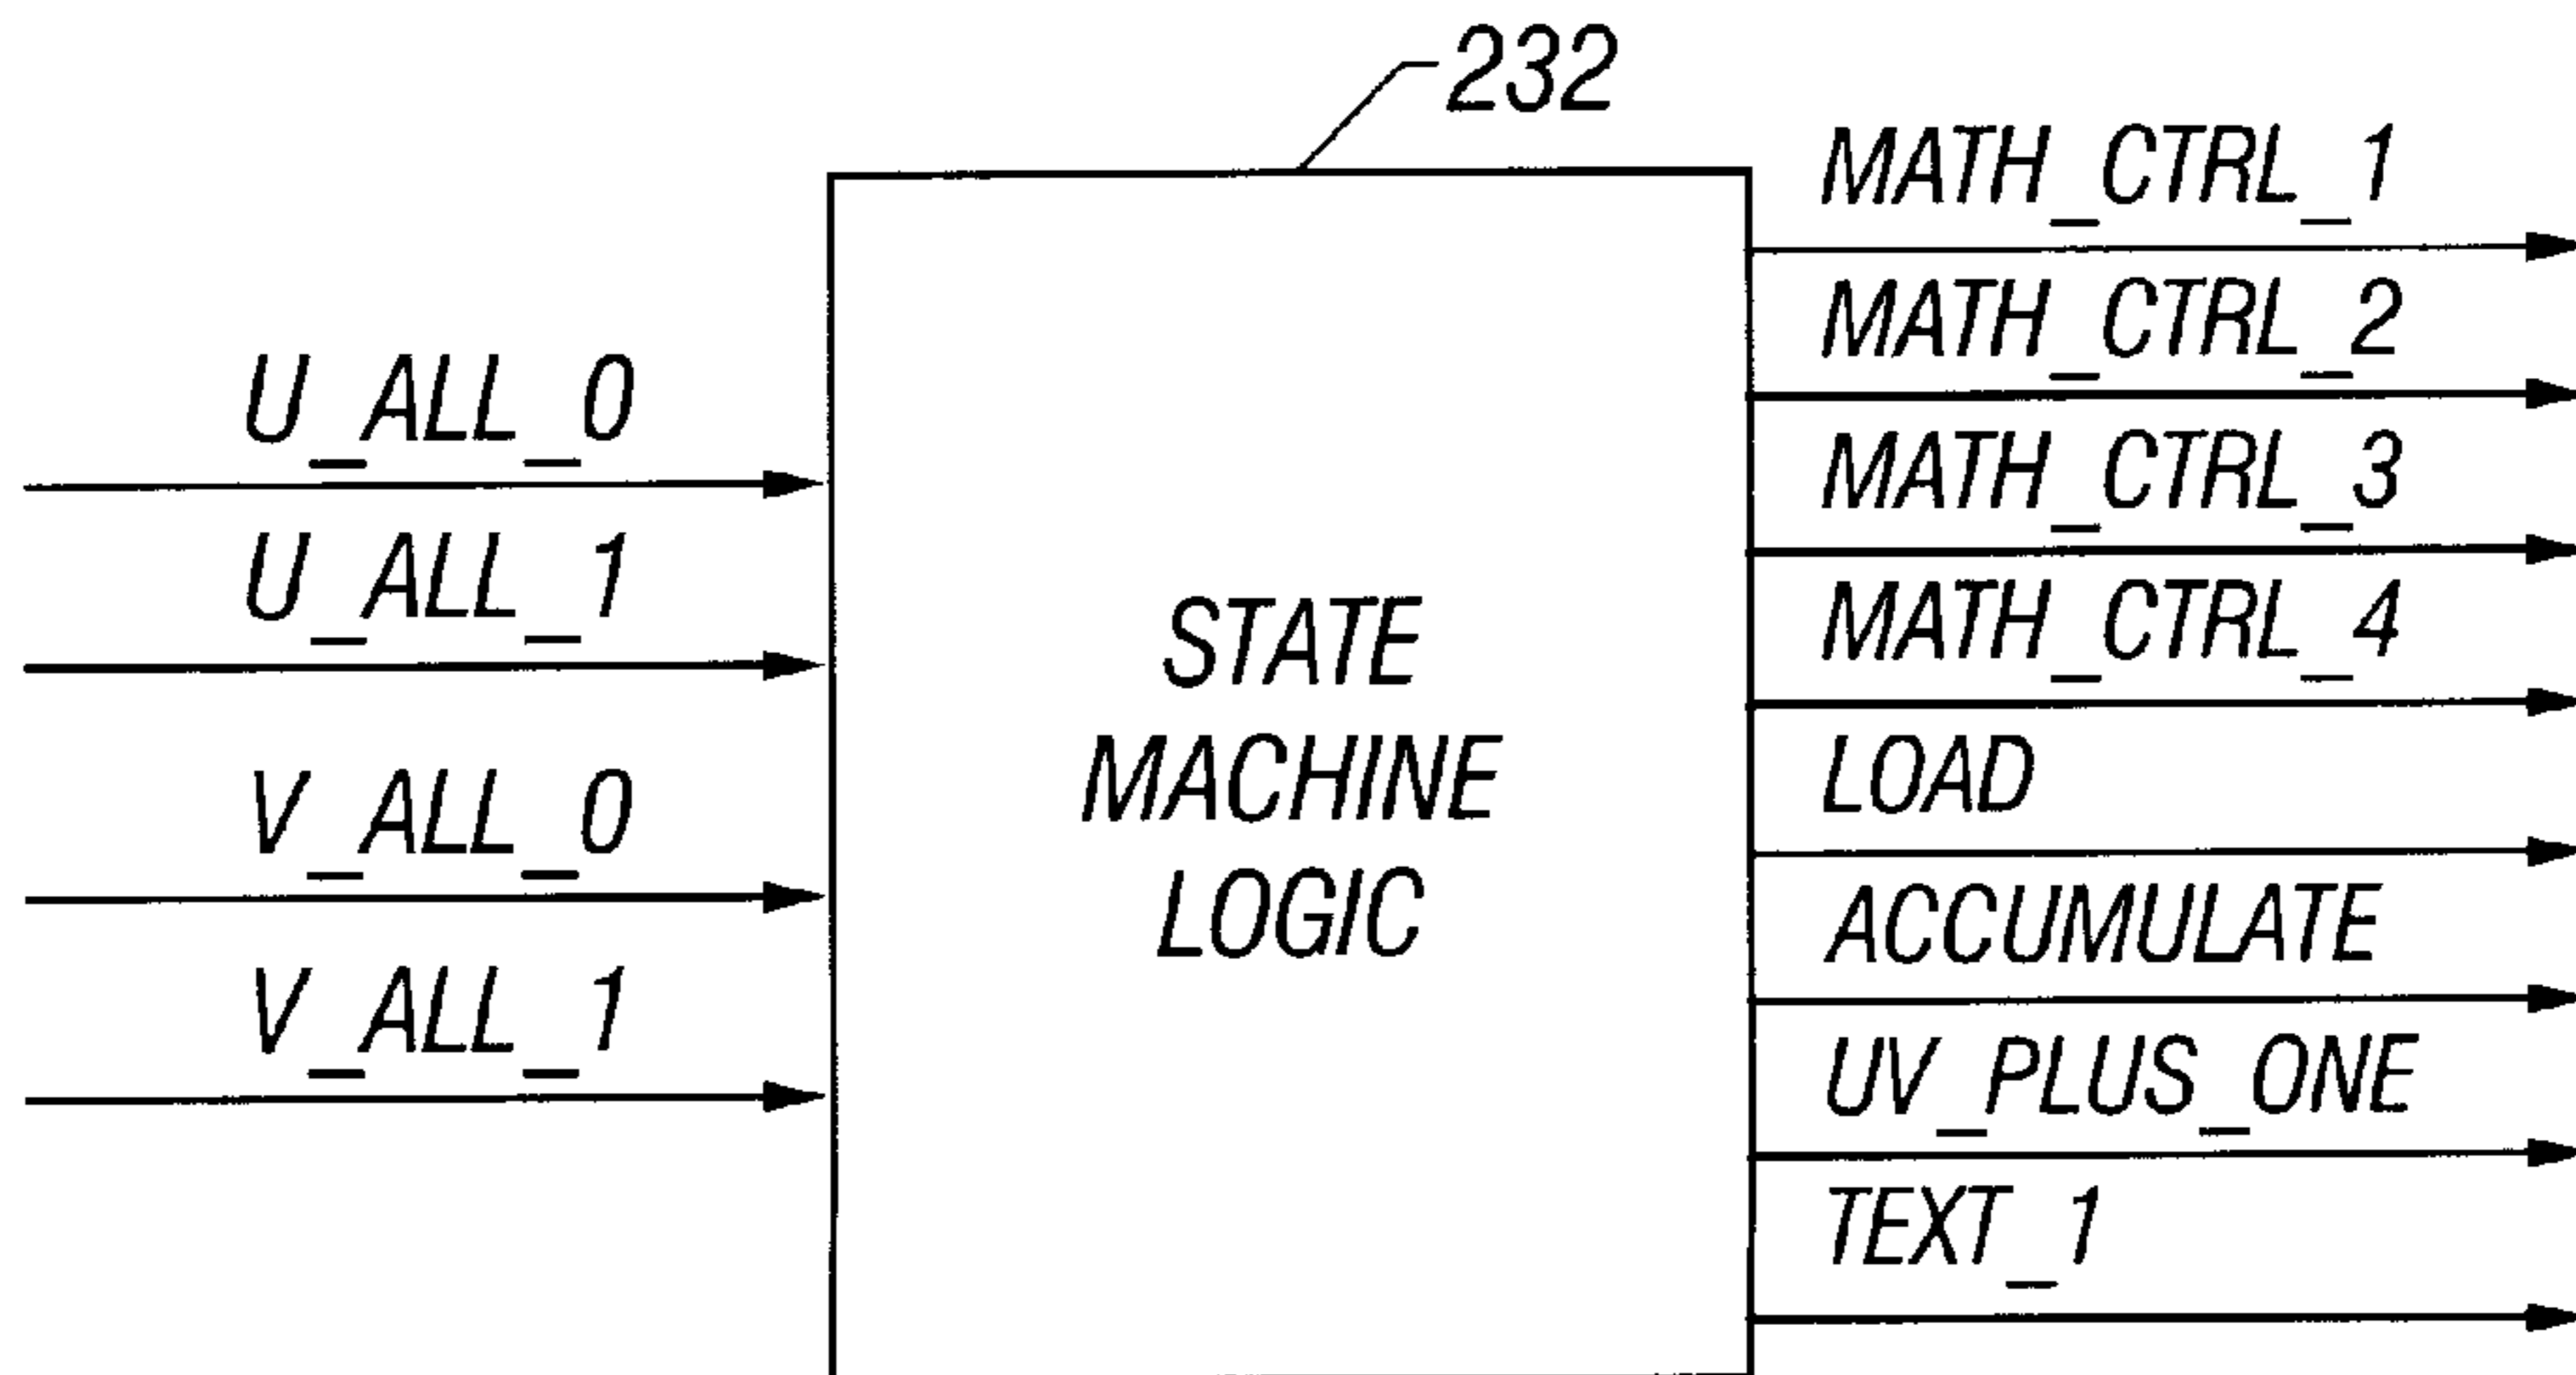 232
U_ALL_0
U_ALL_1
V_ALL_0
V_ALL_1
STATE
MACHINE
LOGIC
MATH_CTRL_1
MATH_CTRL_2
MATH_CTRL_3
MATH_CTRL_4
LOAD
ACCUMULATE
UV_PLUS_ONE
TEXT_1